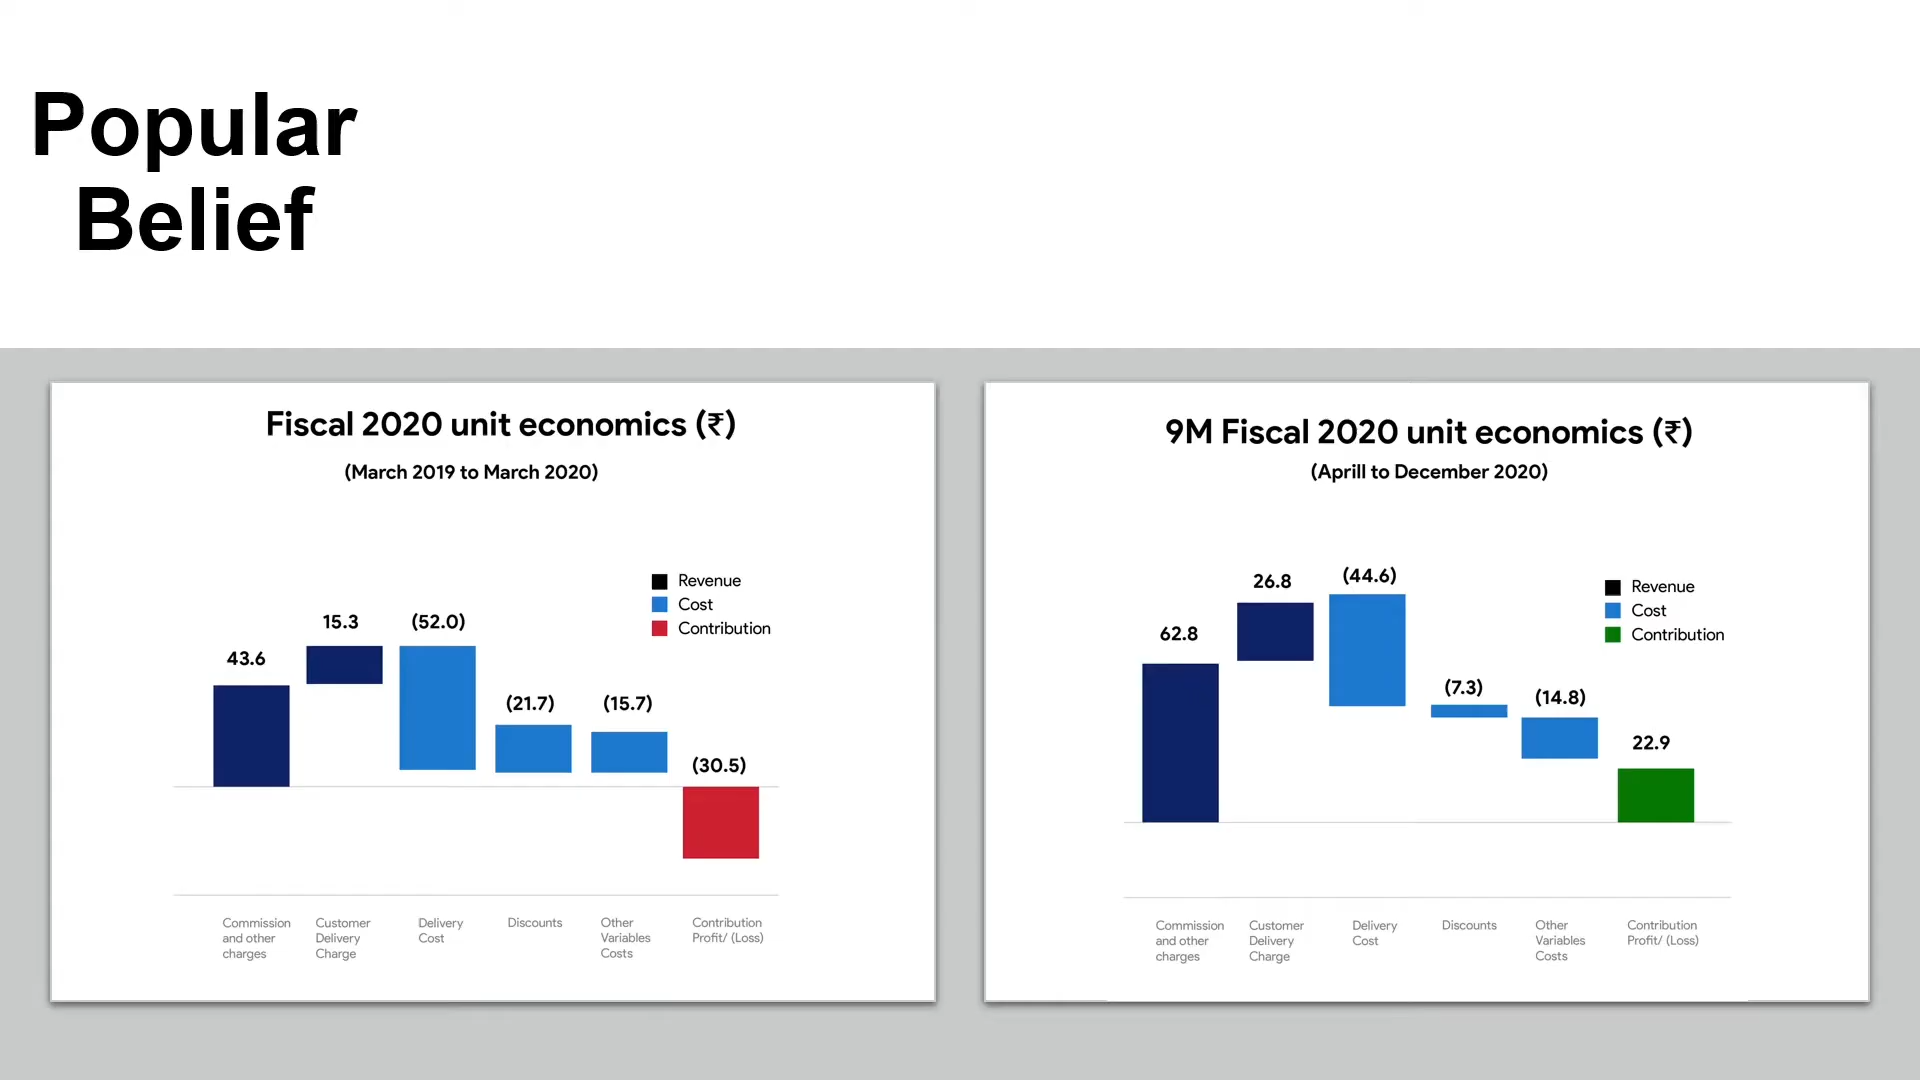 Popular
Belief
Fiscal 2020 unit economics (₹)
(March 2019 to March 2020)
Revenue
Cost
Contribution
43.6
15.3
(52.0)
(21.7)
(15.7)
(30.5)
Commission
and other
charges
Customer
Delivery
Charge
Delivery
Cost
Discounts
Other
Variables
Costs
Contribution
Profit/ (Loss)
9M Fiscal 2020 unit economics (₹)
(Aprill to December 2020)
Revenue
Cost
Contribution
62.8
26.8
(44.6)
(7.3)
(14.8)
22.9
Commission
and other
charges
Customer
Delivery
Charge
Delivery
Cost
Discounts
Other
Variables
Costs
Contribution
Profit/ (Loss)